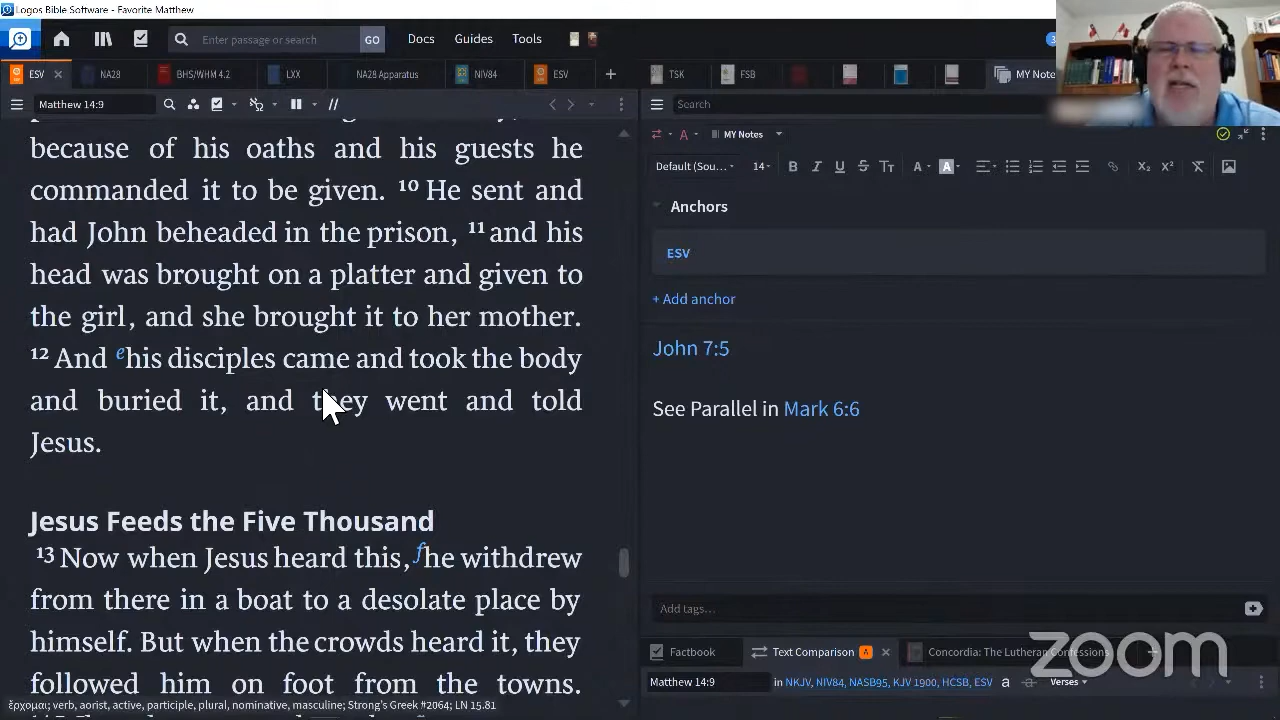 Logos Bible Software - Favorite Matthew
Enter passage or search GO Docs Guides Tools
ESV NA28 BHS/WHM 4.2 LXX NA28 Apparatus NIV84 ESV
Matthew 14:9
because of his oaths and his guests he
commanded it to be given. 10 He sent and
had John beheaded in the prison, 11 and his
head was brought on a platter and given to
the girl, and she brought it to her mother.
12 And e his disciples came and took the body
and buried it, and they went and told
Jesus.
Jesus Feeds the Five Thousand
13 Now when Jesus heard this, f he withdrew
from there in a boat to a desolate place by
himself. But when the crowds heard it, they
followed him on foot from the towns.
ἔρχομαι; verb, aorist, active, participle, plural, nominative, masculine; Strong's Greek #2064; LN 15.81
TSK FSB MY Note
Search
A MY Notes
Default (Sou... 14 B I U S TT A A X₂ X²
Anchors
ESV
+ Add anchor
John 7:5
See Parallel in Mark 6:6
Add tags...
Factbook Text Comparison A Concordia: The Lutheran Confessions
Matthew 14:9 in NKJV, NIV84, NASB95, KJV 1900, HCSB, ESV a a Verses
zoom